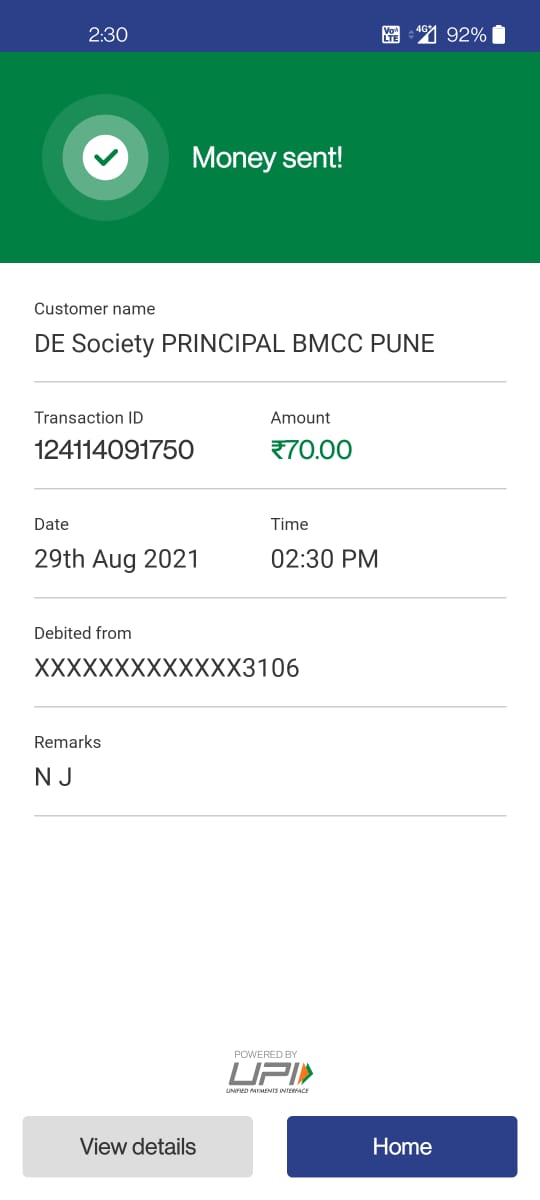 2:30
VoA LTE 4G+ 92%
Money sent!
Customer name
DE Society PRINCIPAL BMCC PUNE
Transaction ID Amount
124114091750 ₹70.00
Date Time
29th Aug 2021 02:30 PM
Debited from
XXXXXXXXXXXXX3106
Remarks
N J
POWERED BY
UPI
UNIFIED PAYMENTS INTERFACE
View details Home